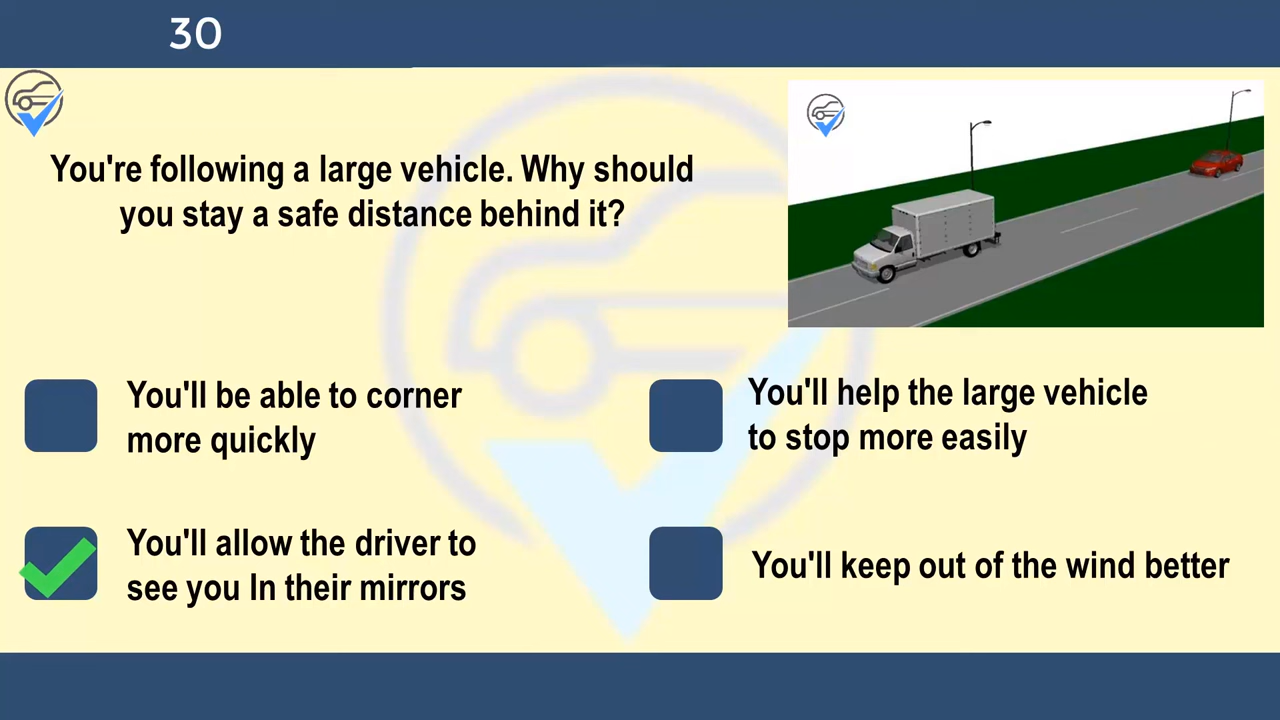 30
You're following a large vehicle. Why should
you stay a safe distance behind it?
You'll be able to corner
more quickly
You'll help the large vehicle
to stop more easily
You'll allow the driver to
see you In their mirrors
You'll keep out of the wind better